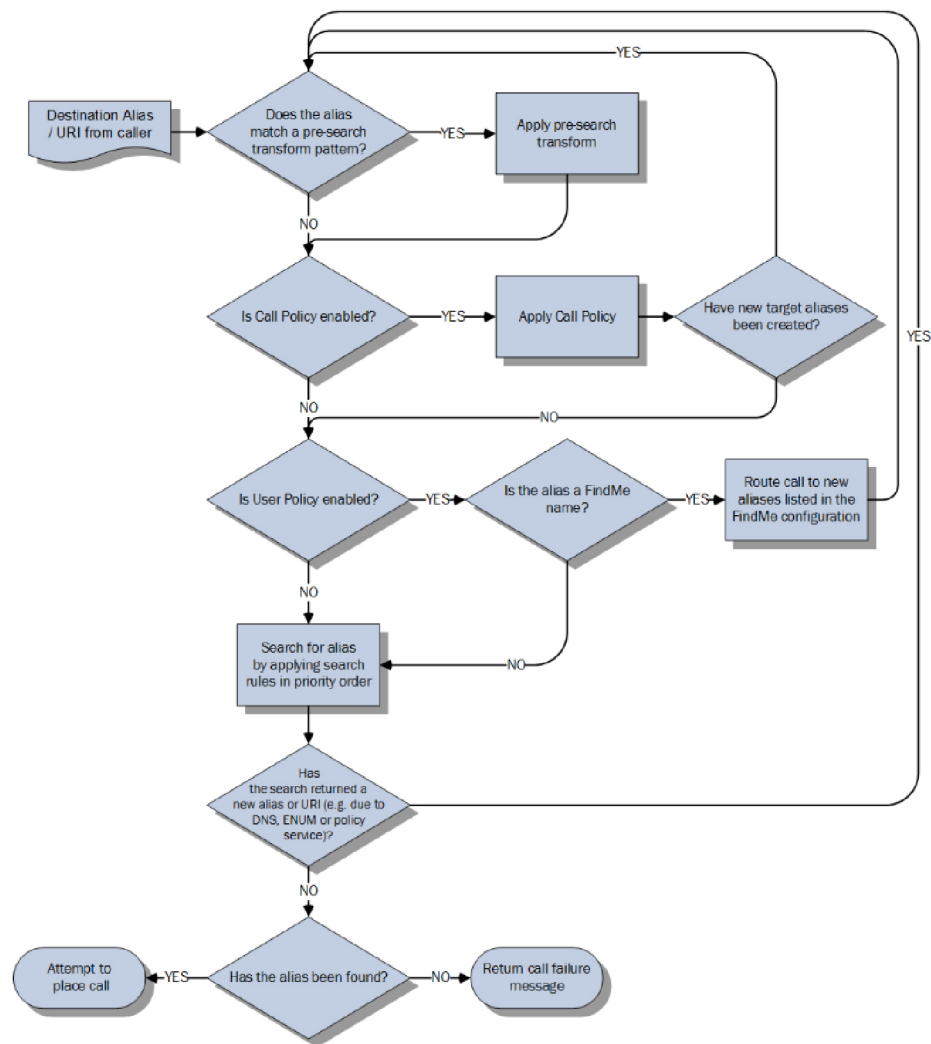 YES
Destination Alias
/ URI from caller
Does the alias
match a pre-search
transform pattern?
YES
Apply pre-search
transform
NO
Is Call Policy enabled?
YES
Apply Call Policy
Have new target aliases
been created?
YES
NO
NO
Is User Policy enabled?
YES
Is the alias a FindMe
name?
YES
Route call to new
aliases listed in the
FindMe configuration
NO
Search for alias
by applying search
rules in priority order
NO
Has
the search returned a
new alias or URI (e.g. due to
DNS, ENUM or policy
service)?
NO
Attempt to
place call
YES
Has the alias been found?
NO
Return call failure
message